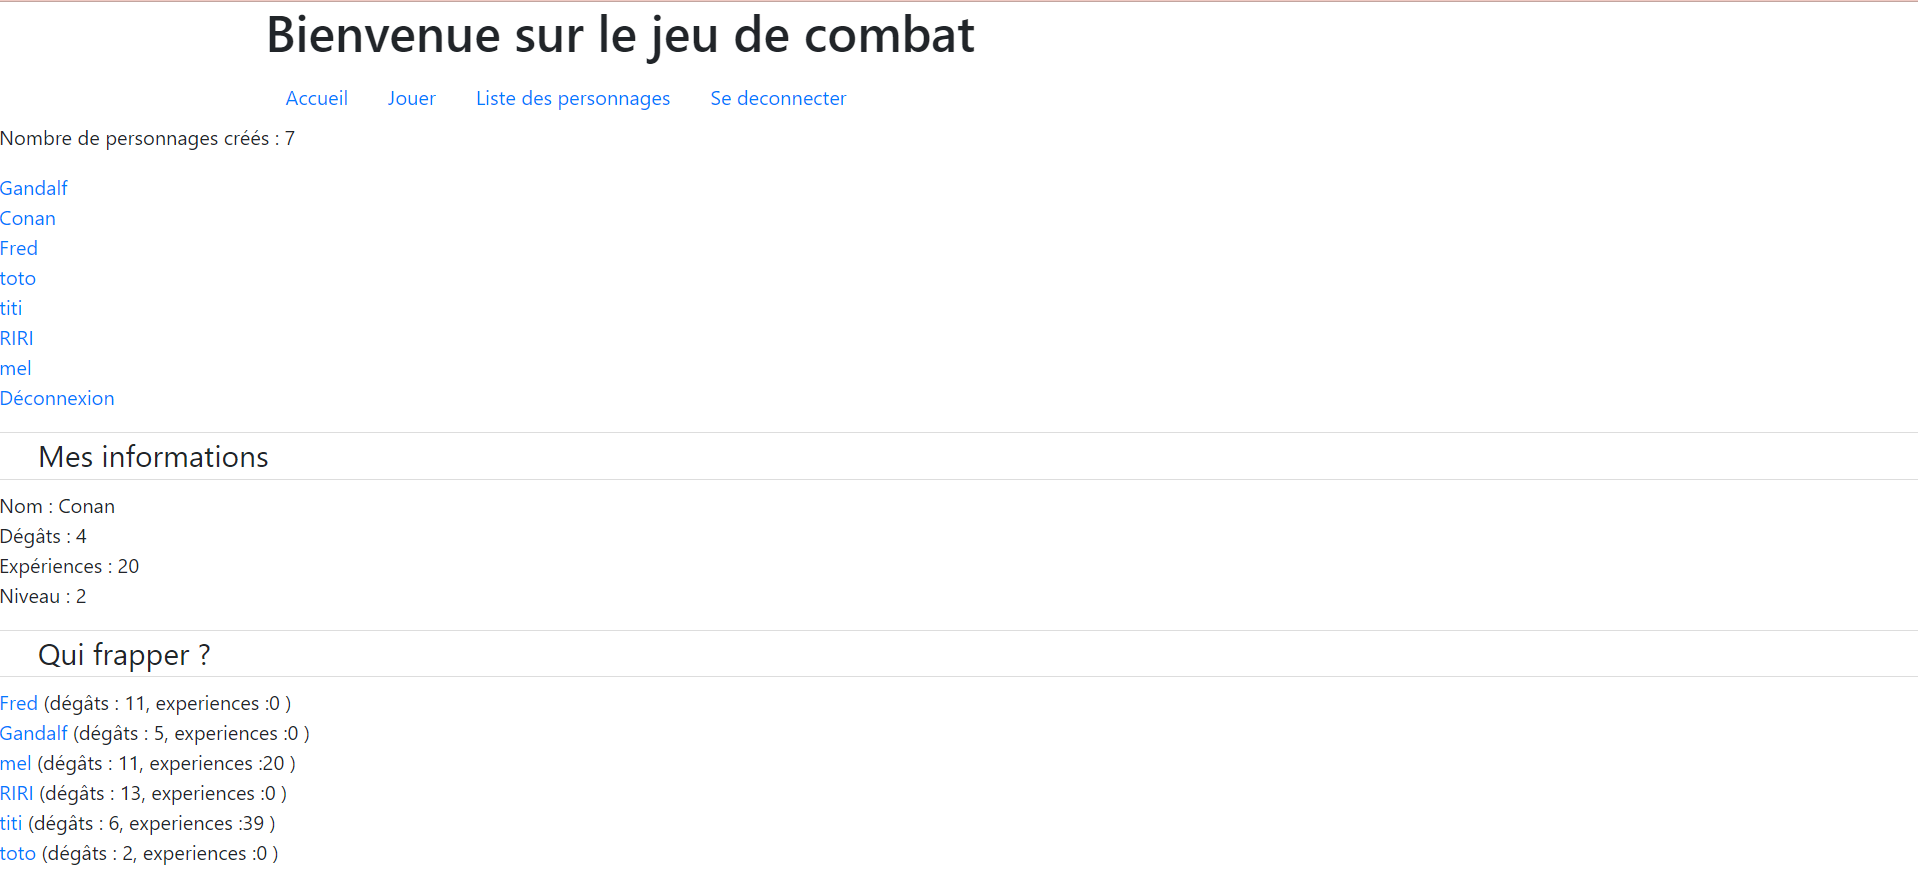 Bienvenue sur le jeu de combat
Accueil Jouer Liste des personnages Se deconnecter
Nombre de personnages créés : 7
Gandalf
Conan
Fred
toto
titi
RIRI
mel
Déconnexion
Mes informations
Nom : Conan
Dégâts : 4
Expériences : 20
Niveau : 2
Qui frapper ?
Fred (dégâts : 11, experiences :0 )
Gandalf (dégâts : 5, experiences :0 )
mel (dégâts : 11, experiences :20 )
RIRI (dégâts : 13, experiences :0 )
titi (dégâts : 6, experiences :39 )
toto (dégâts : 2, experiences :0 )